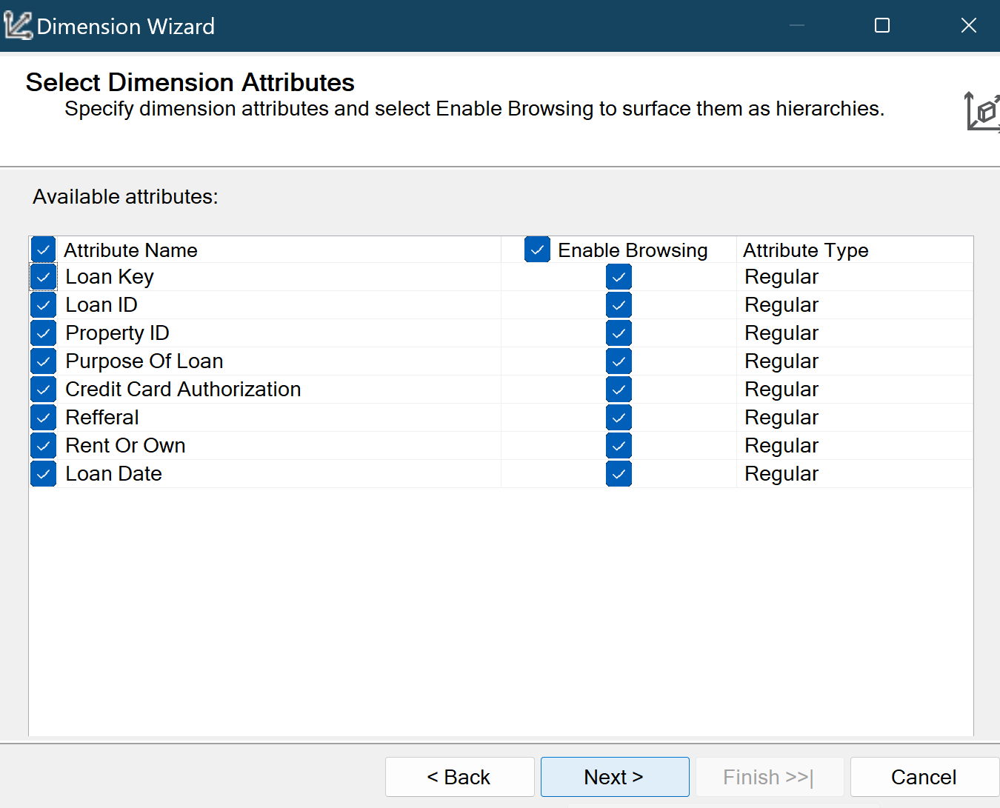 Dimension Wizard
Select Dimension Attributes
Specify dimension attributes and select Enable Browsing to surface them as hierarchies.
Available attributes:
Attribute Name Enable Browsing Attribute Type
Loan Key Regular
Loan ID Regular
Property ID Regular
Purpose Of Loan Regular
Credit Card Authorization Regular
Refferal Regular
Rent Or Own Regular
Loan Date Regular
< Back Next > Finish >>| Cancel